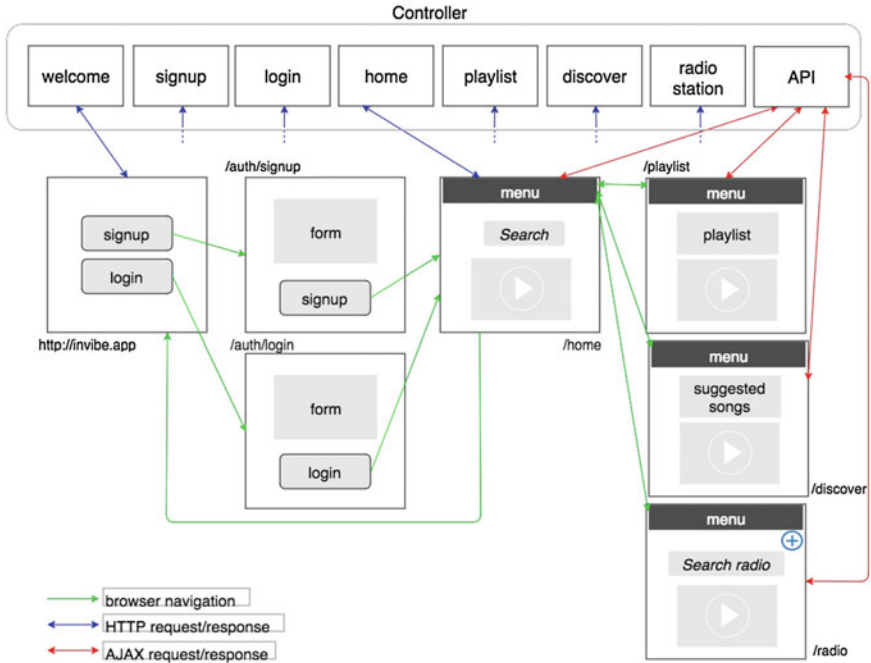 Controller
welcome
signup
login
home
playlist
discover
radio
station
API
/auth/signup
/playlist
signup
login
http://invibe.app
form
signup
/auth/login
form
login
menu
Search
/home
menu
playlist
menu
suggested
songs
/discover
menu
Search radio
/radio
browser navigation
HTTP request/response
AJAX request/response